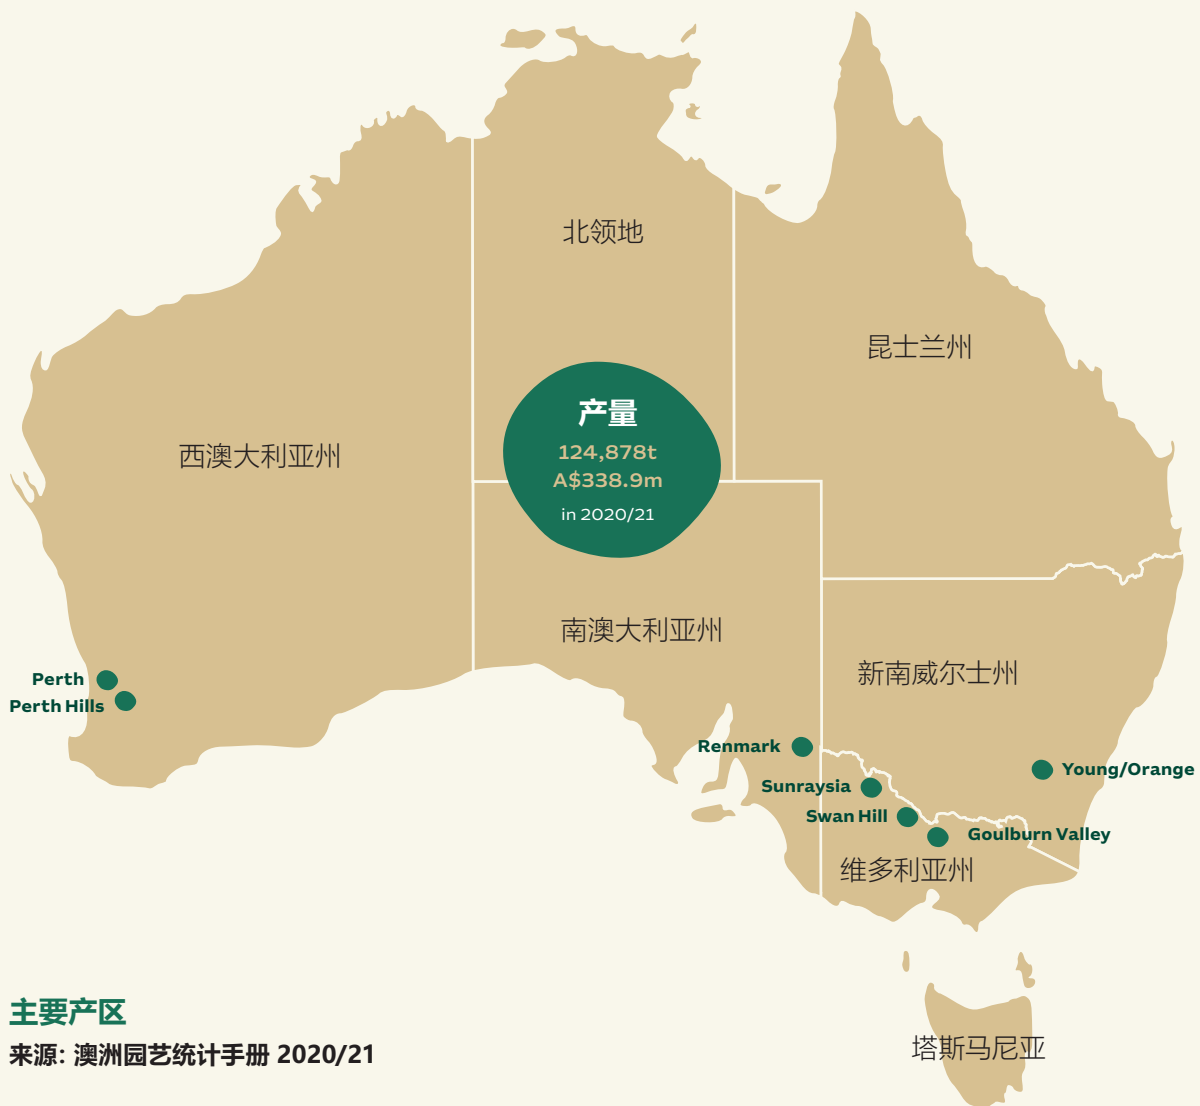 北领地
昆士兰州
产量
124,878t
A$338.9m
in 2020/21
西澳大利亚州
南澳大利亚州
新南威尔士州
Perth
Perth Hills
Renmark
Young/Orange
Sunraysia
Swan Hill
Goulburn Valley
维多利亚州
主要产区
来源: 澳洲园艺统计手册 2020/21
塔斯马尼亚